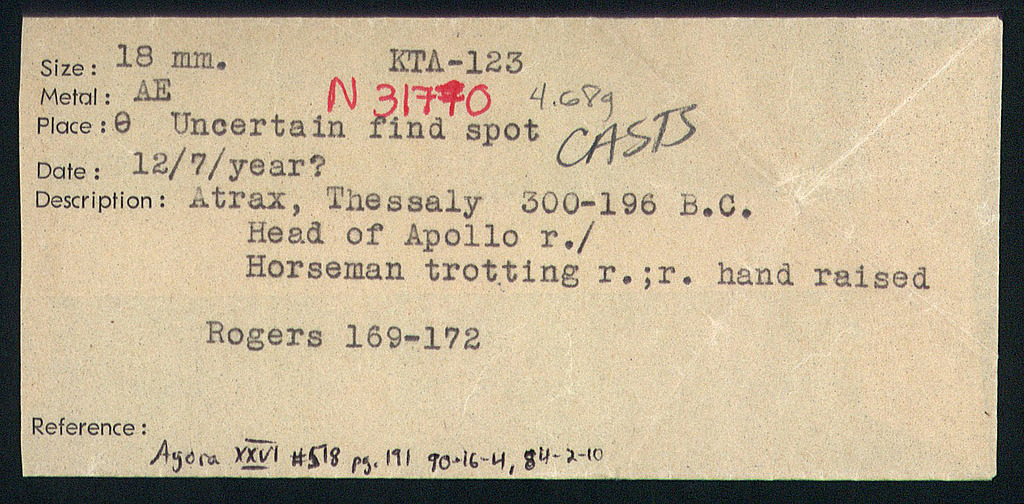 Size: 18 mm. KTA-123
Metal: AE N 31770 4.68g
Place: θ Uncertain find spot CASTS
Date: 12/7/year?
Description: Atrax, Thessaly 300-196 B.C.
Head of Apollo r./
Horseman trotting r.;r. hand raised
Rogers 169-172
Reference:
Agora XXVI #518 pg. 191 90-16-4, 84-2-10